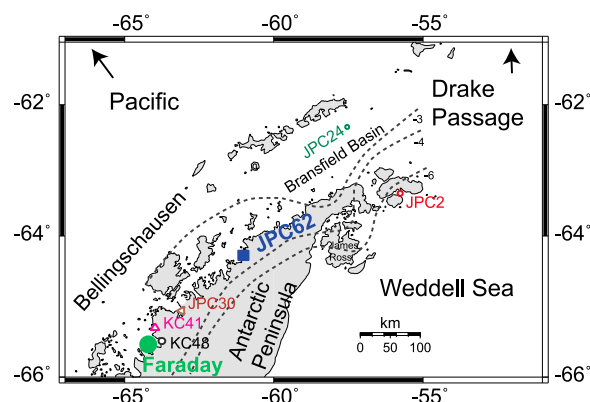 -65
-60
-55
Drake
Passage
Pacific
-62
-62
JPC24
Bransfield Basin
-3
-4
-6
JPC2
Bellingschausen
JPC62
-64
-64
James
Ross
Weddell Sea
JPC30
KC41
KC48
Faraday
Antarctic
Peninsula
km
0
50
100
-66
-66
-65
-60
-55